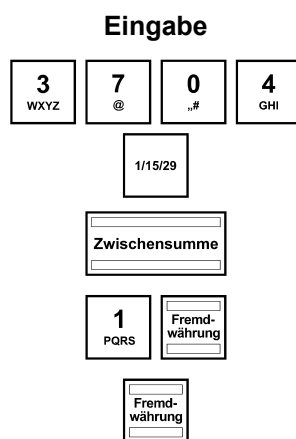 Eingabe
3 7 0 4
WXYZ @ „# GHI
1/15/29
Zwischensumme
1 Fremd-
PQRS währung
Fremd-
währung